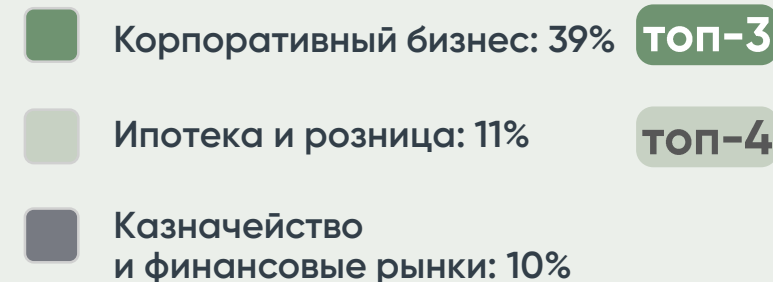 Корпоративный бизнес: 39% топ-3
Ипотека и розница: 11% топ-4
Казначейство
и финансовые рынки: 10%